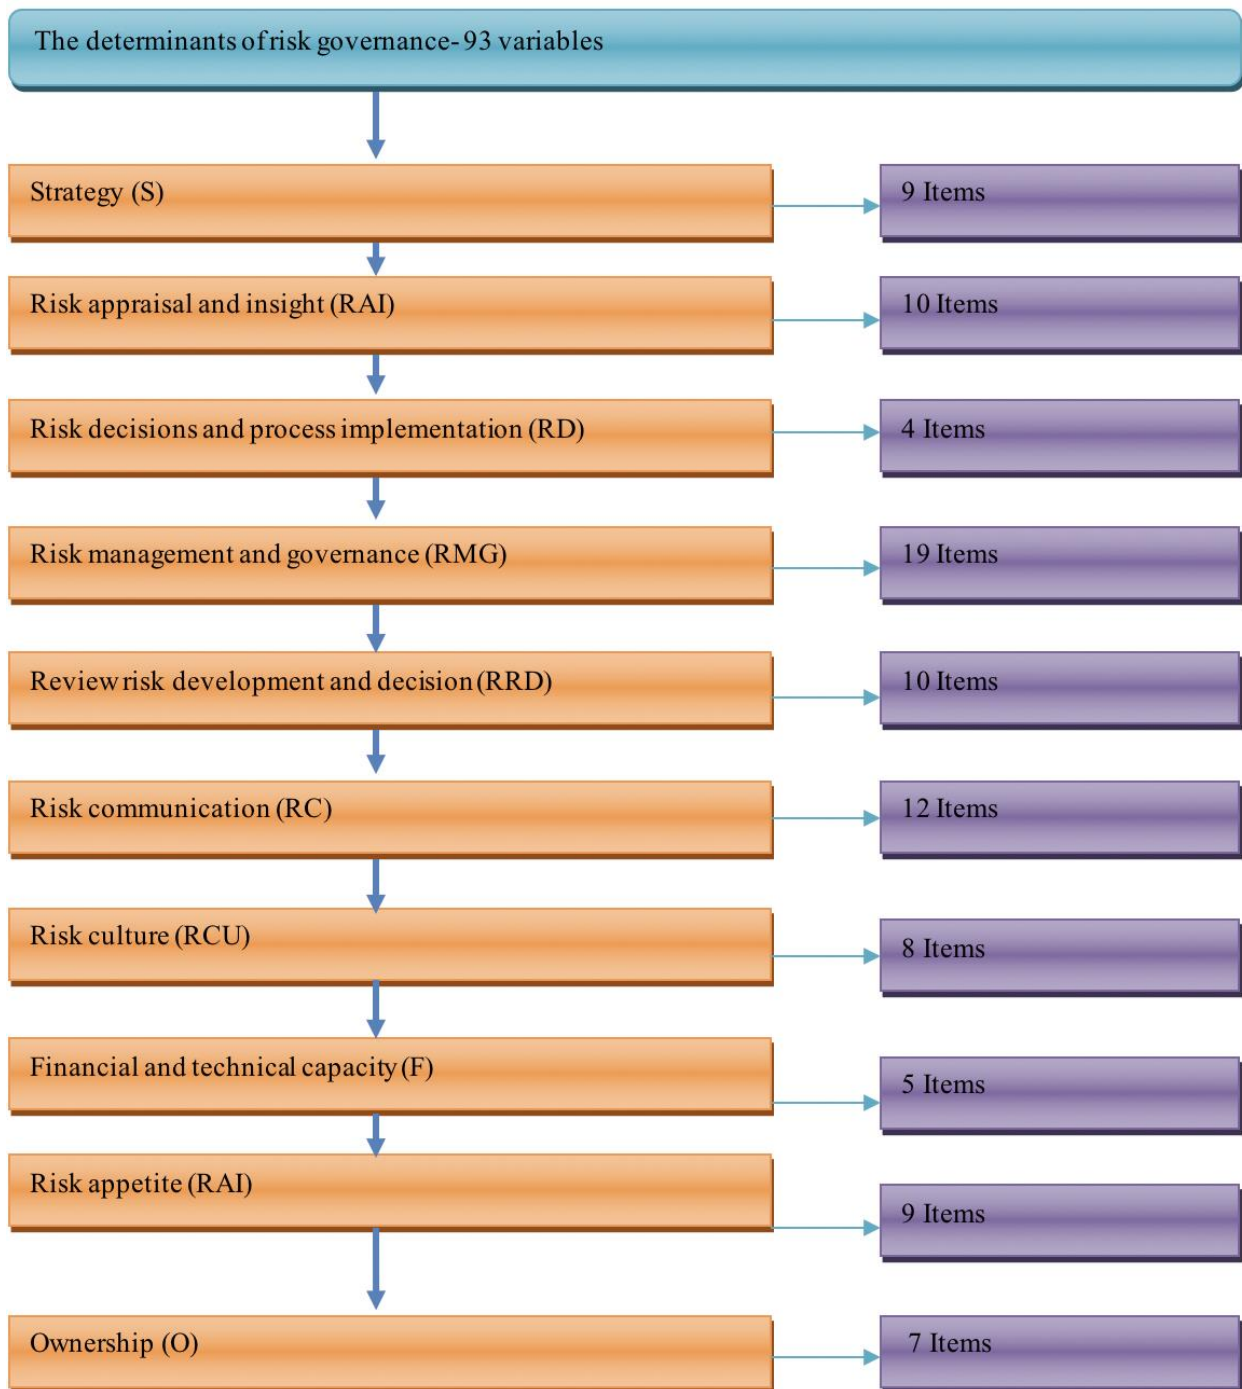 The determinants of risk governance- 93 variables
Strategy (S)
9 Items
Risk appraisal and insight (RAI)
10 Items
Risk decisions and process implementation (RD)
4 Items
Risk management and governance (RMG)
19 Items
Review risk development and decision (RRD)
10 Items
Risk communication (RC)
12 Items
Risk culture (RCU)
8 Items
Financial and technical capacity (F)
5 Items
Risk appetite (RAI)
9 Items
Ownership (O)
7 Items